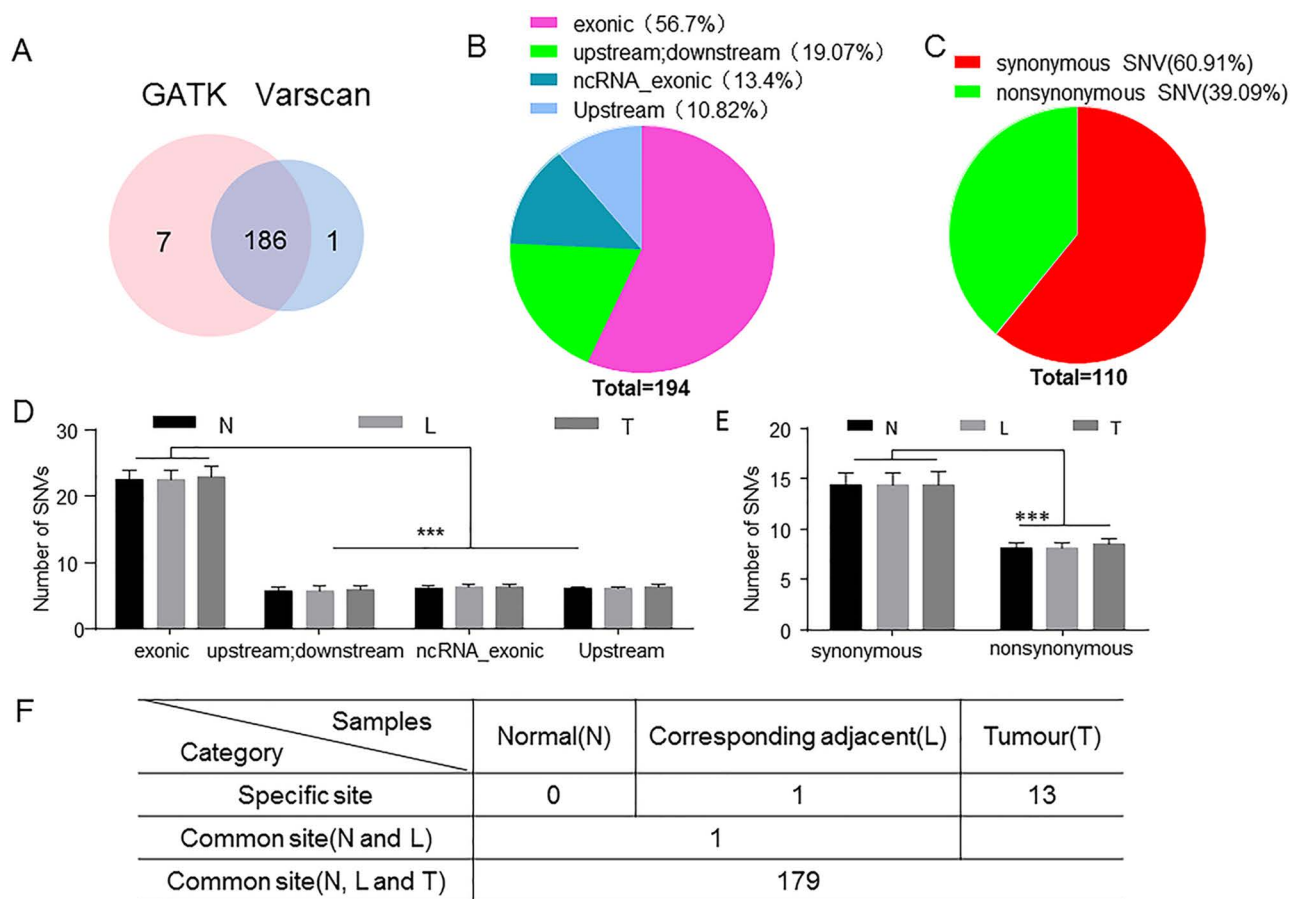 A
GATK Varscan
7 186 1
B
exonic (56.7%)
upstream;downstream (19.07%)
ncRNA_exonic (13.4%)
Upstream (10.82%)
Total=194
C
synonymous SNV(60.91%)
nonsynonymous SNV(39.09%)
Total=110
D
N L T
Number of SNVs
30
20
10
0
***
exonic upstream;downstream ncRNA_exonic Upstream
E
N L T
Number of SNVs
20
15
10
5
0
***
synonymous nonsynonymous
F
Samples
Category
Normal(N) Corresponding adjacent(L) Tumour(T)
Specific site 0 1 13
Common site(N and L) 1
Common site(N, L and T) 179